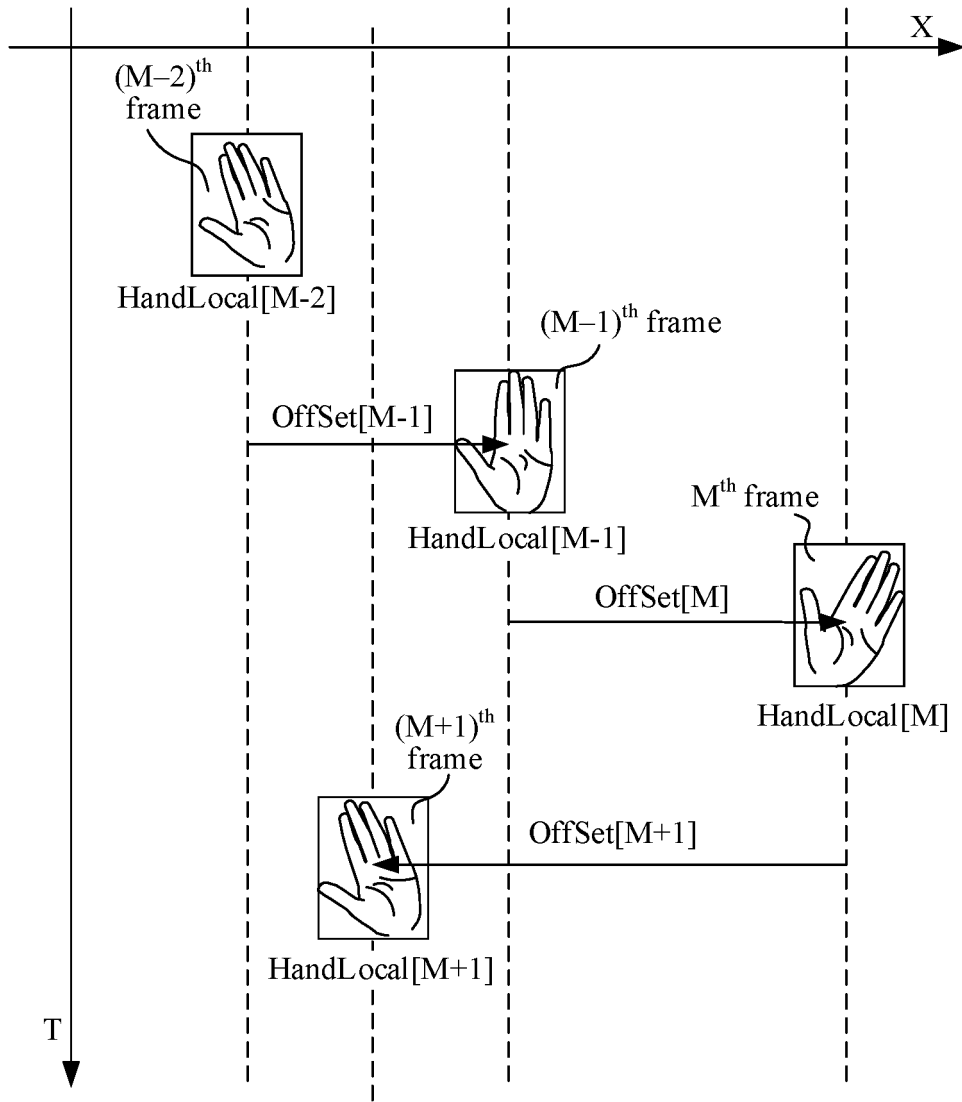 X
(M–2)th
frame
HandLocal[M-2]
(M–1)th frame
OffSet[M-1]
HandLocal[M-1]
Mth frame
OffSet[M]
HandLocal[M]
(M+1)th
frame
OffSet[M+1]
HandLocal[M+1]
T